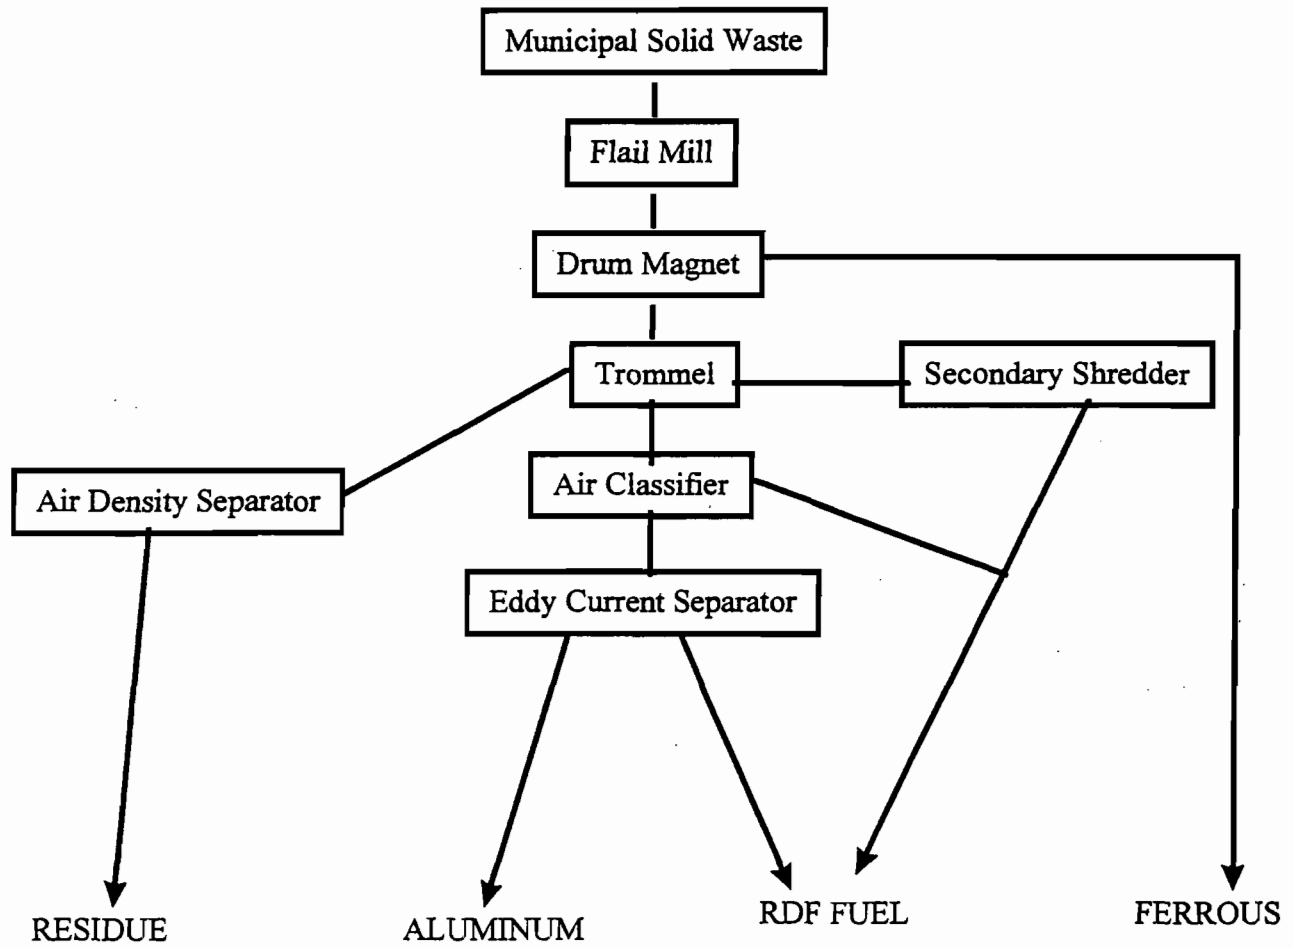 Municipal Solid Waste
Flail Mill
Drum Magnet
Trommel
Secondary Shredder
Air Density Separator
Air Classifier
Eddy Current Separator
RESIDUE
ALUMINUM
RDF FUEL
FERROUS